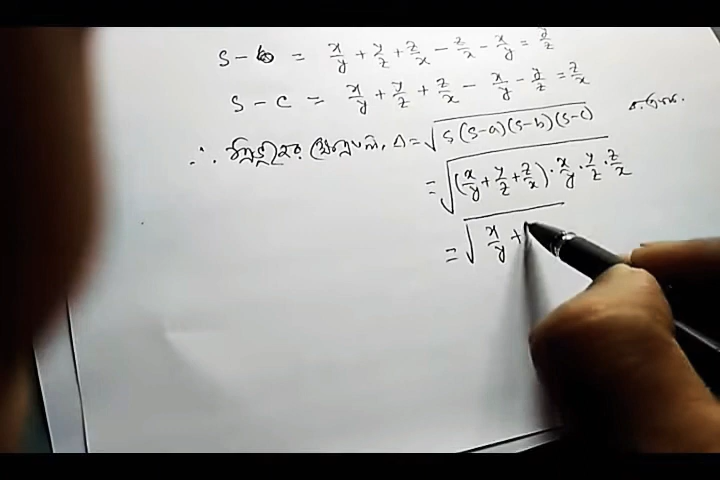 s - b = x/y + y/z + z/x - z/x - x/y = y/z
s - c = x/y + y/z + z/x - x/y - y/z = z/x
∴ ত্রিভুজের ক্ষেত্রফল, Δ = √(s(s-a)(s-b)(s-c))
= √((x/y + y/z + z/x) · x/y · y/z · z/x)
= √(x/y +